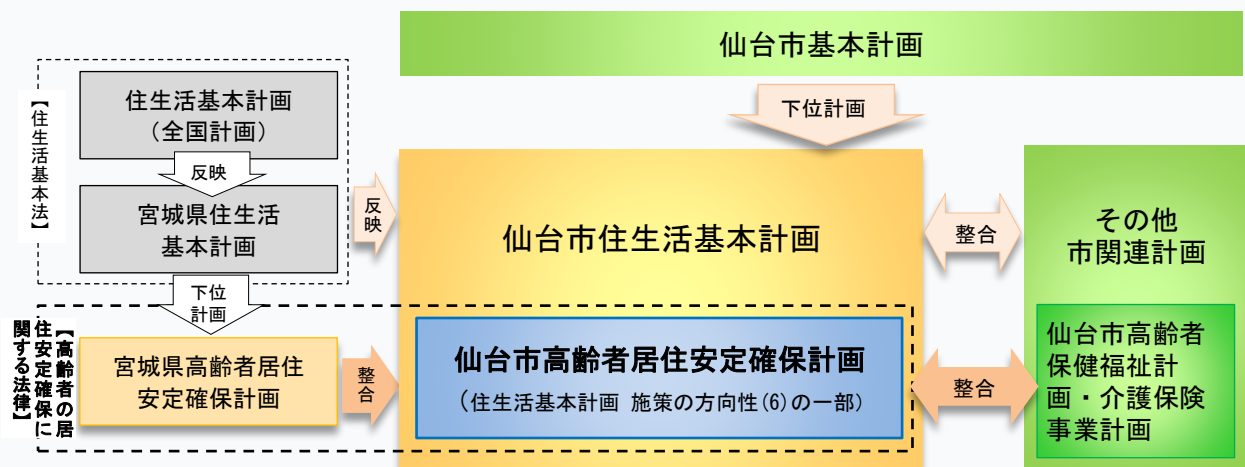 仙台市基本計画
下位計画
【住生活基本法】
住生活基本計画
(全国計画)
反映
宮城県住生活
基本計画
反映
仙台市住生活基本計画
整合
その他
市関連計画
下位
計画
【高齢者の居
住安定確保に
関する法律】
宮城県高齢者居住
安定確保計画
整合
仙台市高齢者居住安定確保計画
(住生活基本計画 施策の方向性(6)の一部)
整合
仙台市高齢者
保健福祉計
画・介護保険
事業計画